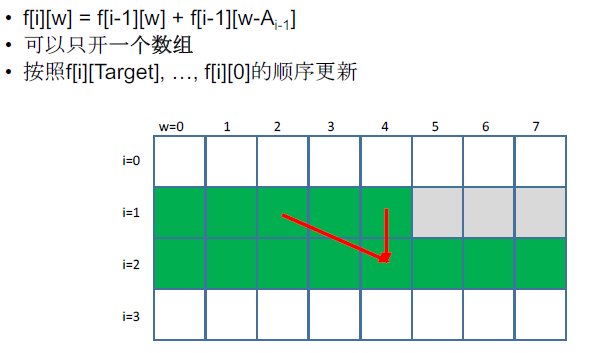 • f[i][w] = f[i-1][w] + f[i-1][w-Ai-1]
• 可以只开一个数组
• 按照f[i][Target], …, f[i][0]的顺序更新
w=0 1 2 3 4 5 6 7
i=0
i=1
i=2
i=3